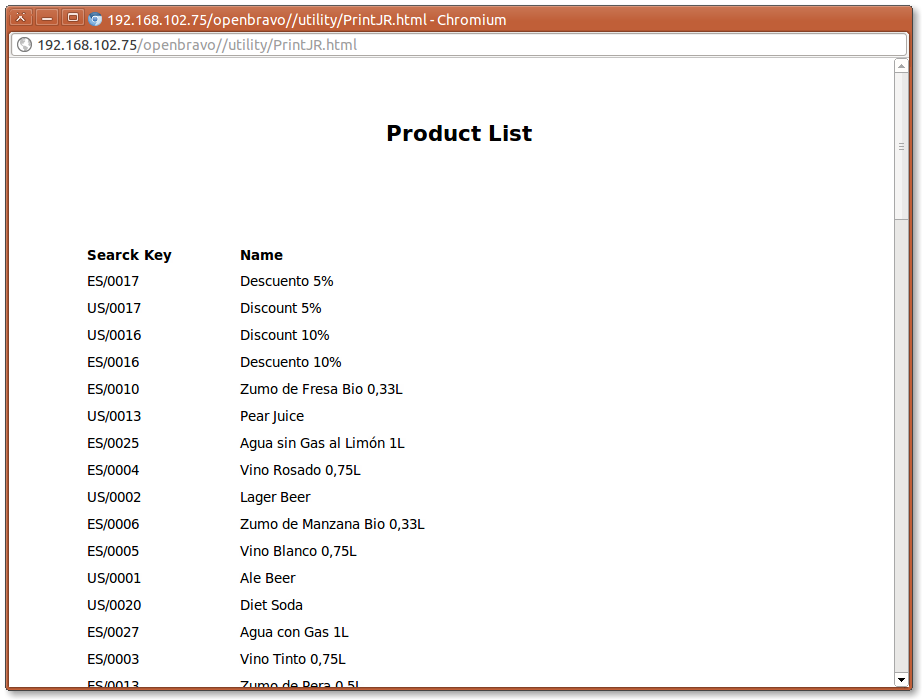 192.168.102.75/openbravo//utility/PrintJR.html - Chromium
192.168.102.75/openbravo//utility/PrintJR.html
Product List
Searck Key Name
ES/0017 Descuento 5%
US/0017 Discount 5%
US/0016 Discount 10%
ES/0016 Descuento 10%
ES/0010 Zumo de Fresa Bio 0,33L
US/0013 Pear Juice
ES/0025 Agua sin Gas al Limón 1L
ES/0004 Vino Rosado 0,75L
US/0002 Lager Beer
ES/0006 Zumo de Manzana Bio 0,33L
ES/0005 Vino Blanco 0,75L
US/0001 Ale Beer
US/0020 Diet Soda
ES/0027 Agua con Gas 1L
ES/0003 Vino Tinto 0,75L
ES/0013 Zumo de Pera 0,5L